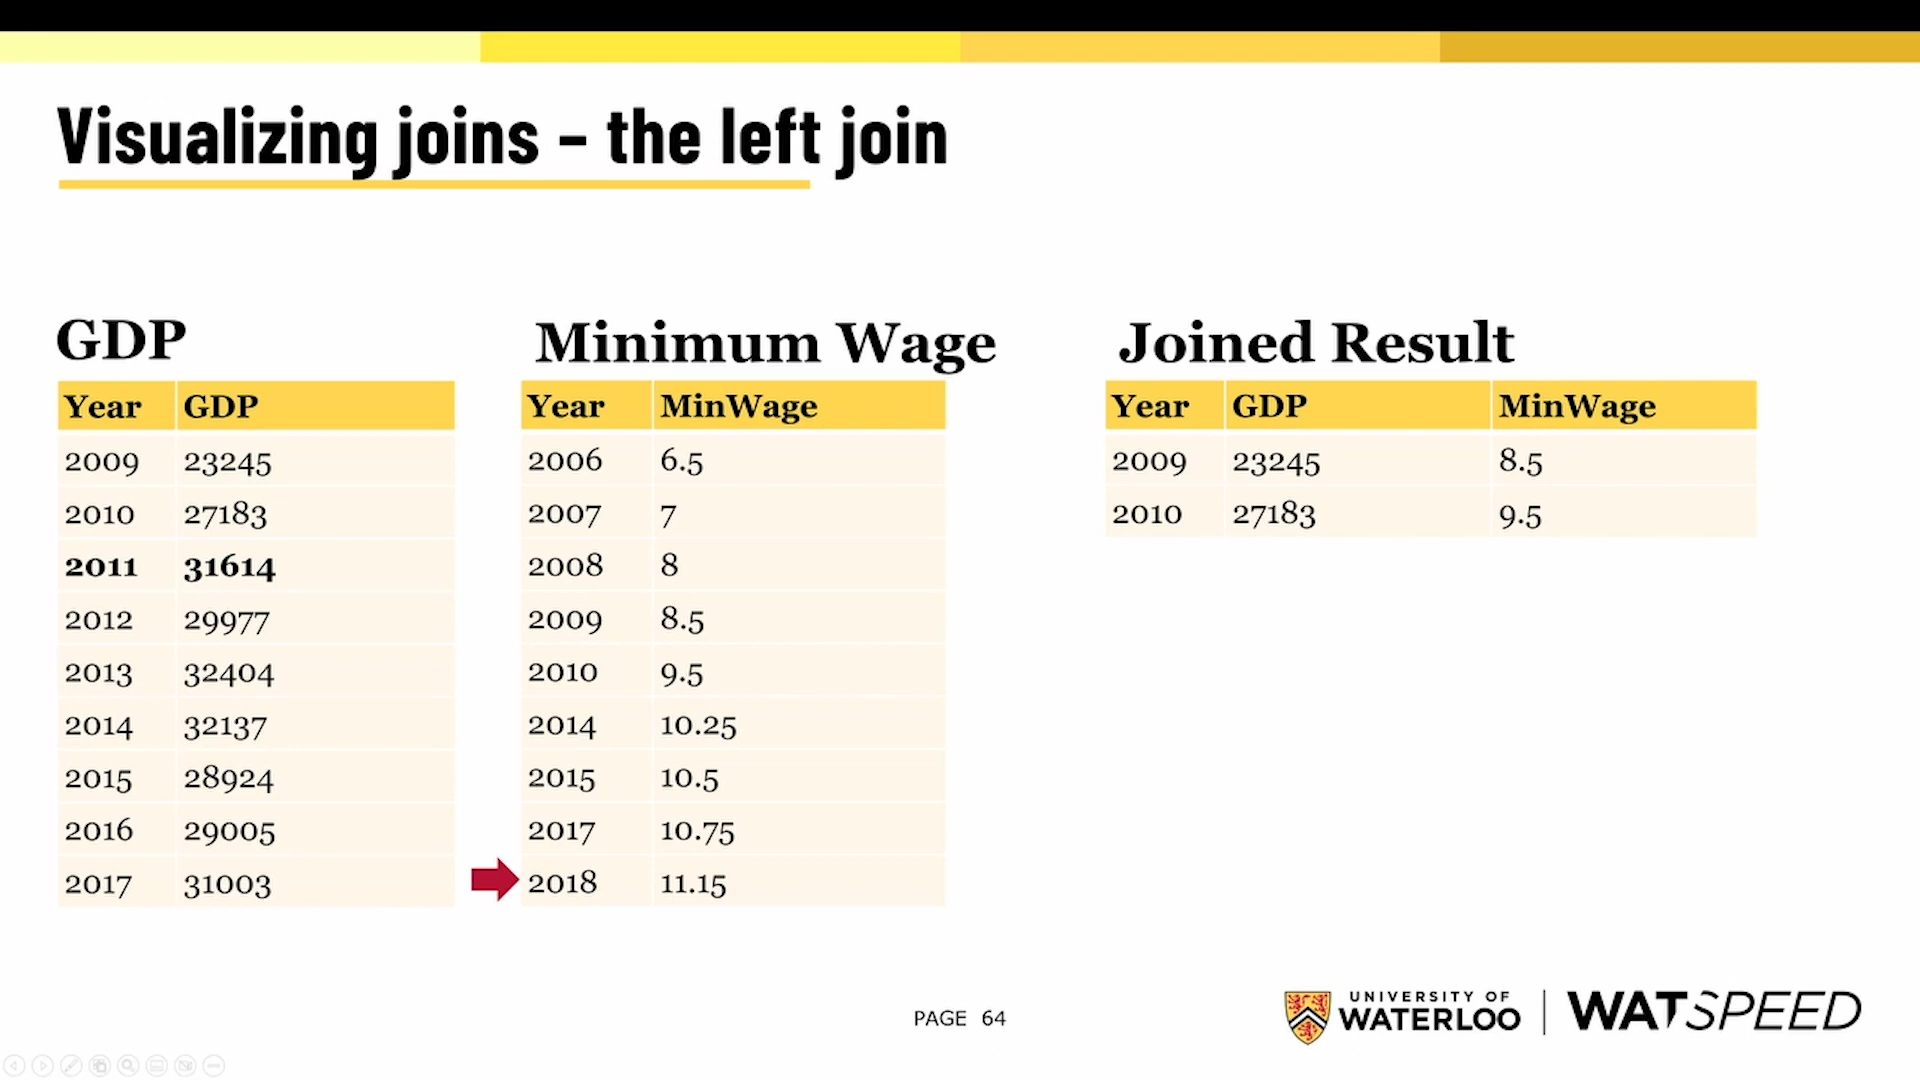 Visualizing joins – the left join
GDP
Year GDP
2009 23245
2010 27183
2011 31614
2012 29977
2013 32404
2014 32137
2015 28924
2016 29005
2017 31003
Minimum Wage
Year MinWage
2006 6.5
2007 7
2008 8
2009 8.5
2010 9.5
2014 10.25
2015 10.5
2017 10.75
2018 11.15
Joined Result
Year GDP MinWage
2009 23245 8.5
2010 27183 9.5
PAGE 64
UNIVERSITY OF
WATERLOO
WATSPEED